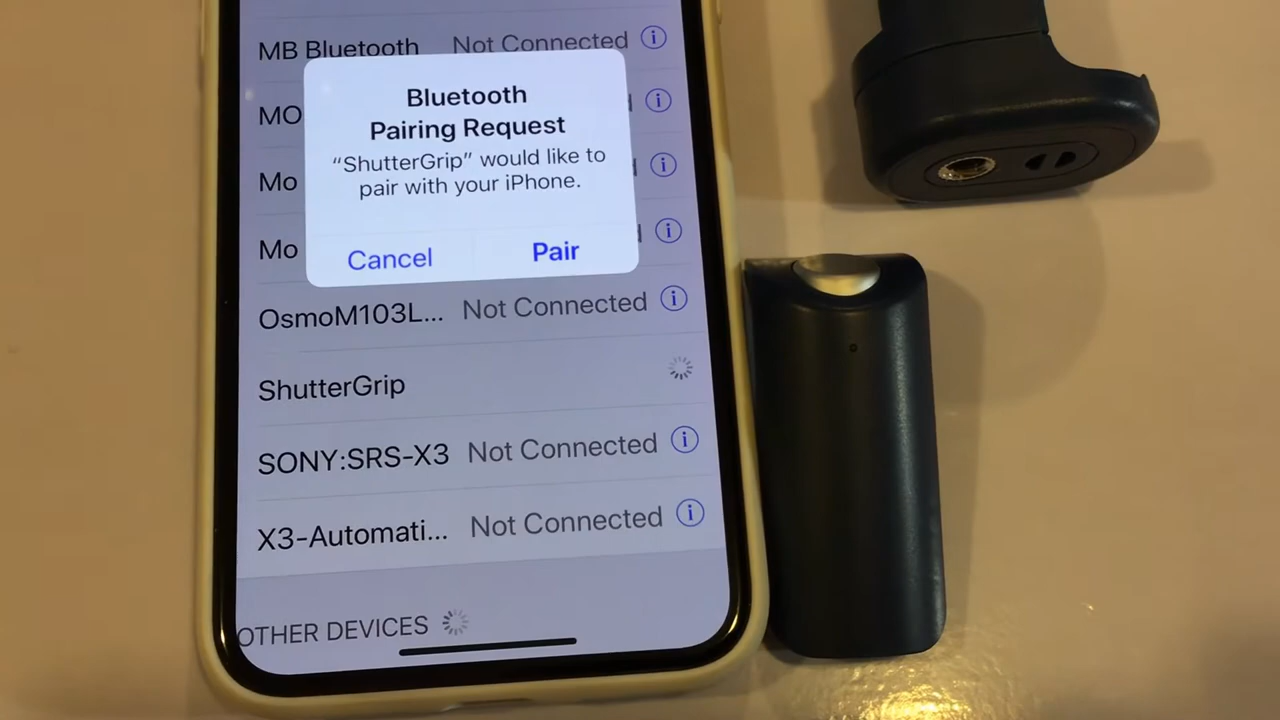 MB Bluetooth Not Connected
Bluetooth
Pairing Request
“ShutterGrip” would like to
pair with your iPhone.
Cancel Pair
MO
Mo
Mo
OsmoM103L... Not Connected
ShutterGrip
SONY:SRS-X3 Not Connected
X3-Automati... Not Connected
OTHER DEVICES